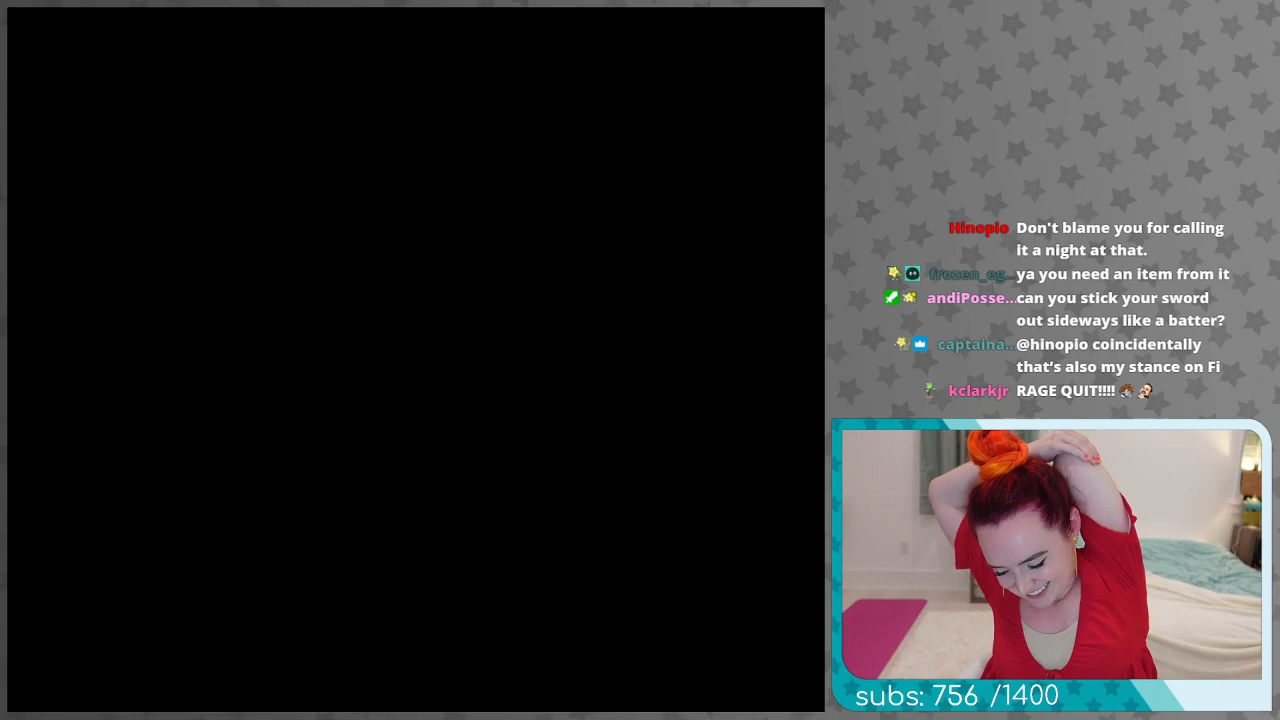 Hinopio Don't blame you for calling
it a night at that.
frozen_eg... ya you need an item from it
andiPosse... can you stick your sword
out sideways like a batter?
captaina... @hinopio coincidentally
that's also my stance on Fi
kclarkjr RAGE QUIT!!!!
subs: 756 /1400